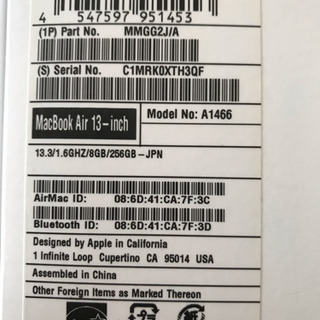 4 547597 951453
(1P) Part No. MMGG2J/A
(S) Serial No. C1MRK0XTH3QF
MacBook Air 13-inch
Model No: A1466
13.3/1.6GHZ/8GB/256GB-JPN
AirMac ID: 08:6D:41:CA:7F:3C
Bluetooth ID: 08:6D:41:CA:7F:3D
Designed by Apple in California
1 Infinite Loop Cupertino CA 95014 USA
Assembled in China
Other Foreign Items as Marked Thereon